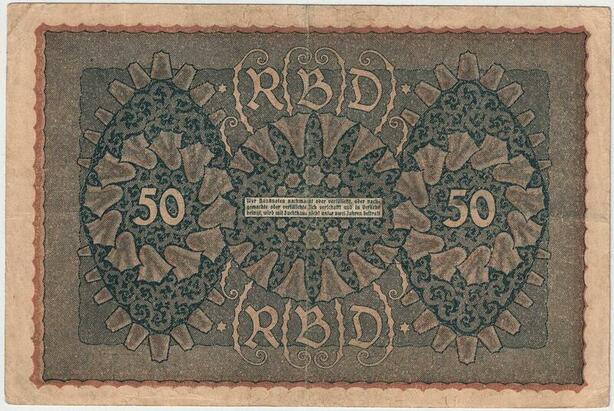 RBD
Wer Banknoten nachmacht oder verfälscht, oder nach-
gemachte oder verfälschte sich verschafft und in Verkehr
bringt, wird mit Zuchthaus nicht unter zwei Jahren bestraft
50
50
RBD